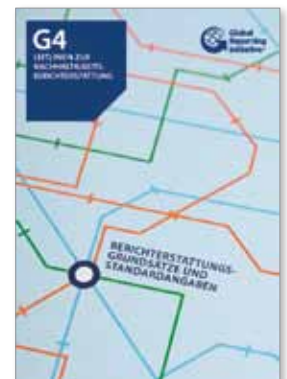 G4
LEITLINIEN ZUR
NACHHALTIGKEITS-
BERICHTERSTATTUNG
Global
Reporting
Initiative
BERICHTERSTATTUNGS-
GRUNDSÄTZE UND
STANDARDANGABEN